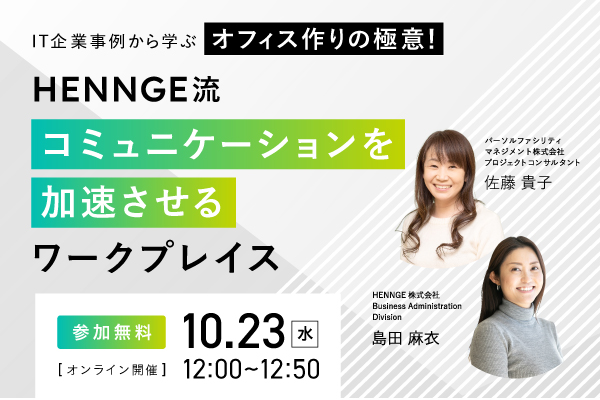 IT企業事例から学ぶ オフィス作りの極意!
HENNGE流
コミュニケーションを
加速させる
ワークプレイス
パーソルファシリティ
マネジメント株式会社
プロジェクトコンサルタント
佐藤 貴子
HENNGE 株式会社
Business Administration
Division
島田 麻衣
参加無料 10.23 水
[オンライン開催] 12:00~12:50